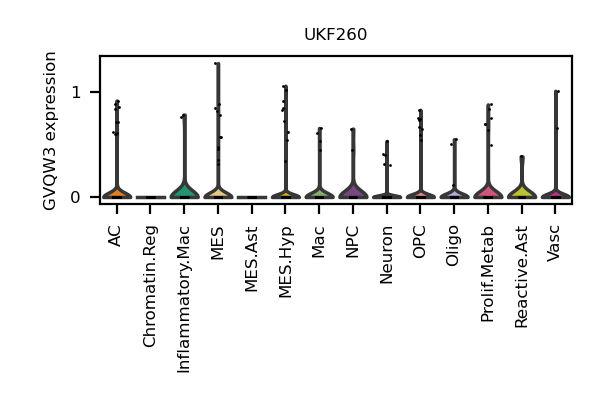 UKF260
GVQW3 expression
1
0
AC
Chromatin.Reg
Inflammatory.Mac
MES
MES.Ast
MES.Hyp
Mac
NPC
Neuron
OPC
Oligo
Prolif.Metab
Reactive.Ast
Vasc